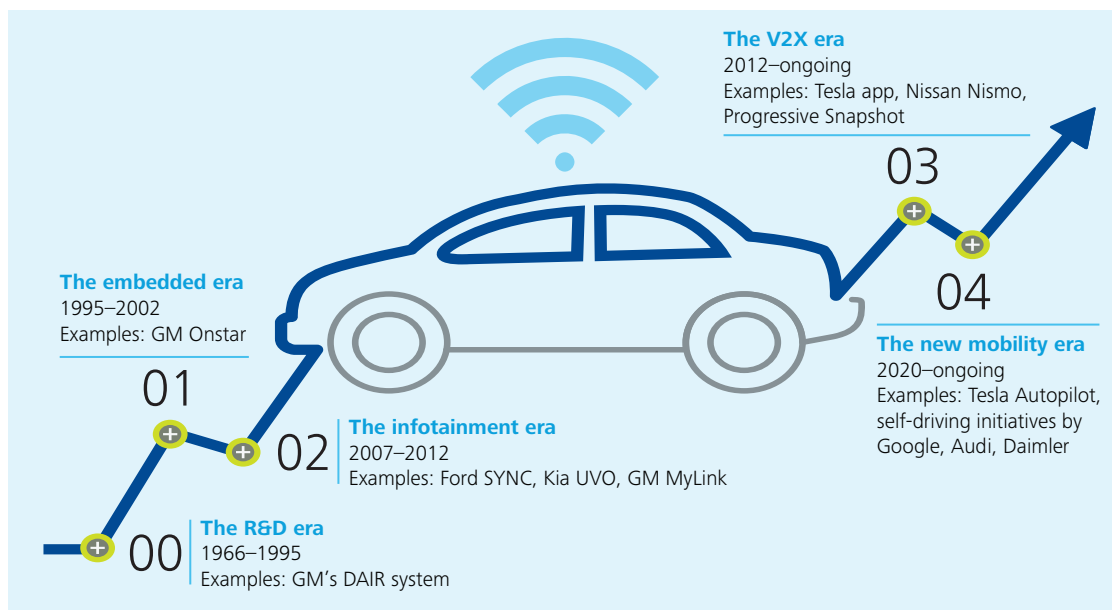 00
The R&D era
1966–1995
Examples: GM’s DAIR system
The embedded era
1995–2002
Examples: GM Onstar
01
02
The infotainment era
2007–2012
Examples: Ford SYNC, Kia UVO, GM MyLink
The V2X era
2012–ongoing
Examples: Tesla app, Nissan Nismo,
Progressive Snapshot
03
04
The new mobility era
2020–ongoing
Examples: Tesla Autopilot,
self-driving initiatives by
Google, Audi, Daimler